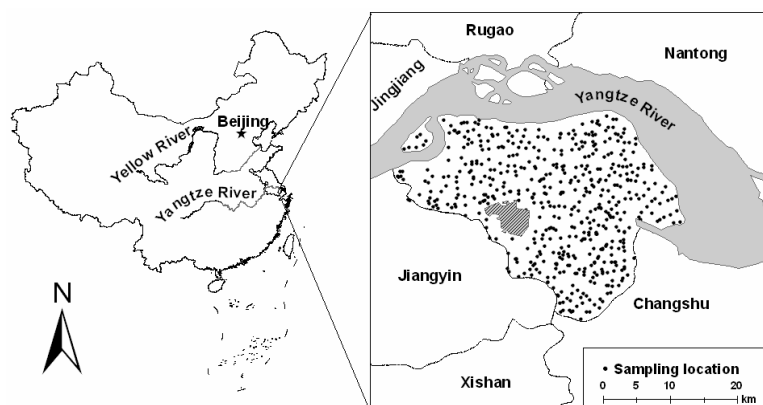 Beijing
Yellow River
Yangtze River
N
Rugao
Nantong
Jingjiang
Yangtze River
Jiangyin
Changshu
Xishan
Sampling location
0 5 10 20
km